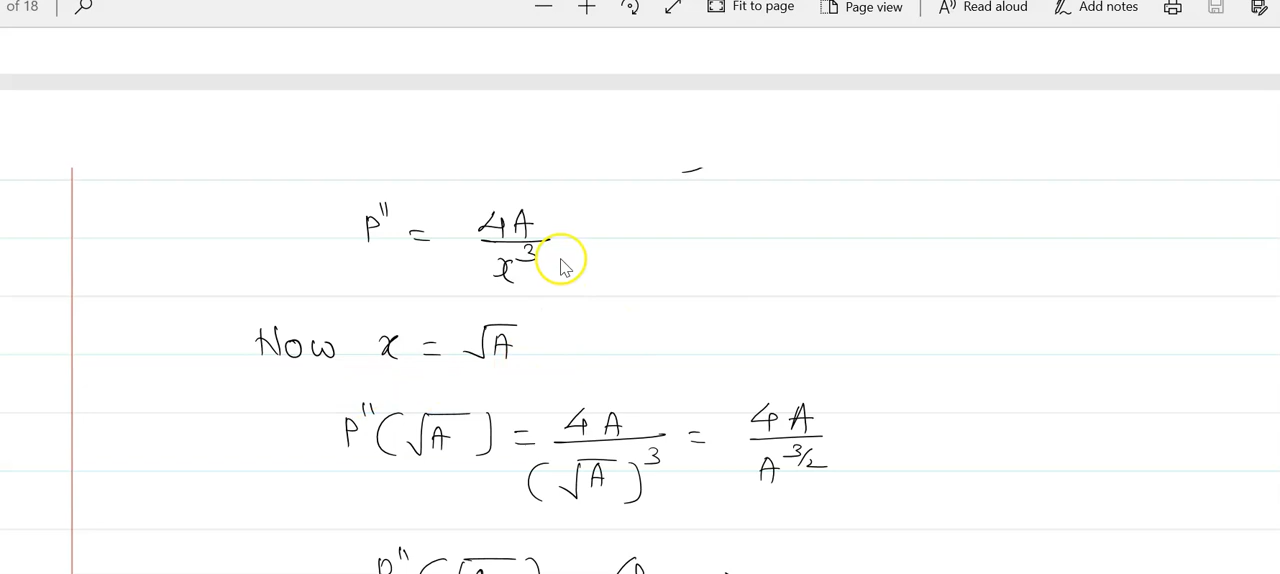 of 18 Fit to page Page view Read aloud Add notes
P'' = 4A / x³
Now x = √A
P''(√A) = 4A / (√A)³ = 4A / A^(3/2)
P''(√